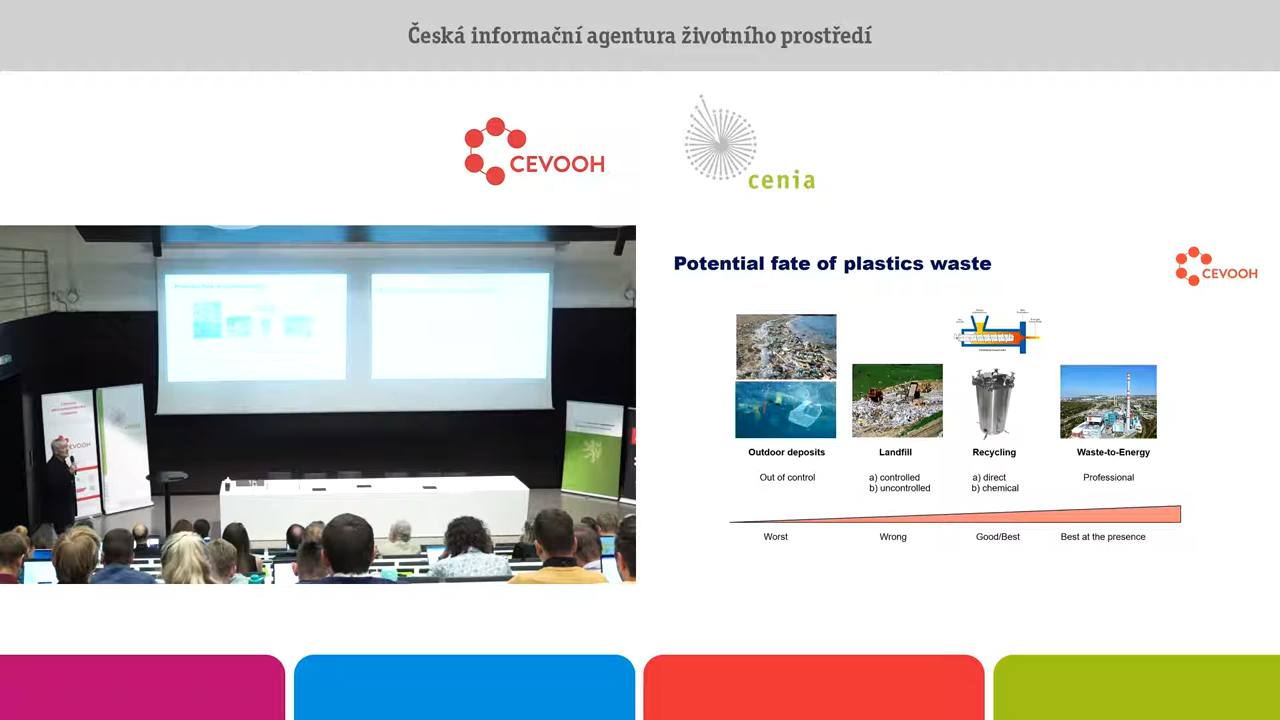 Česká informační agentura životního prostředí
CEVOOH
cenia
Potential fate of plastics waste
CEVOOH
Outdoor deposits
Landfill
Recycling
Waste-to-Energy
Out of control
a) controlled
b) uncontrolled
a) direct
b) chemical
Professional
Worst
Wrong
Good/Best
Best at the presence
CEVOOH